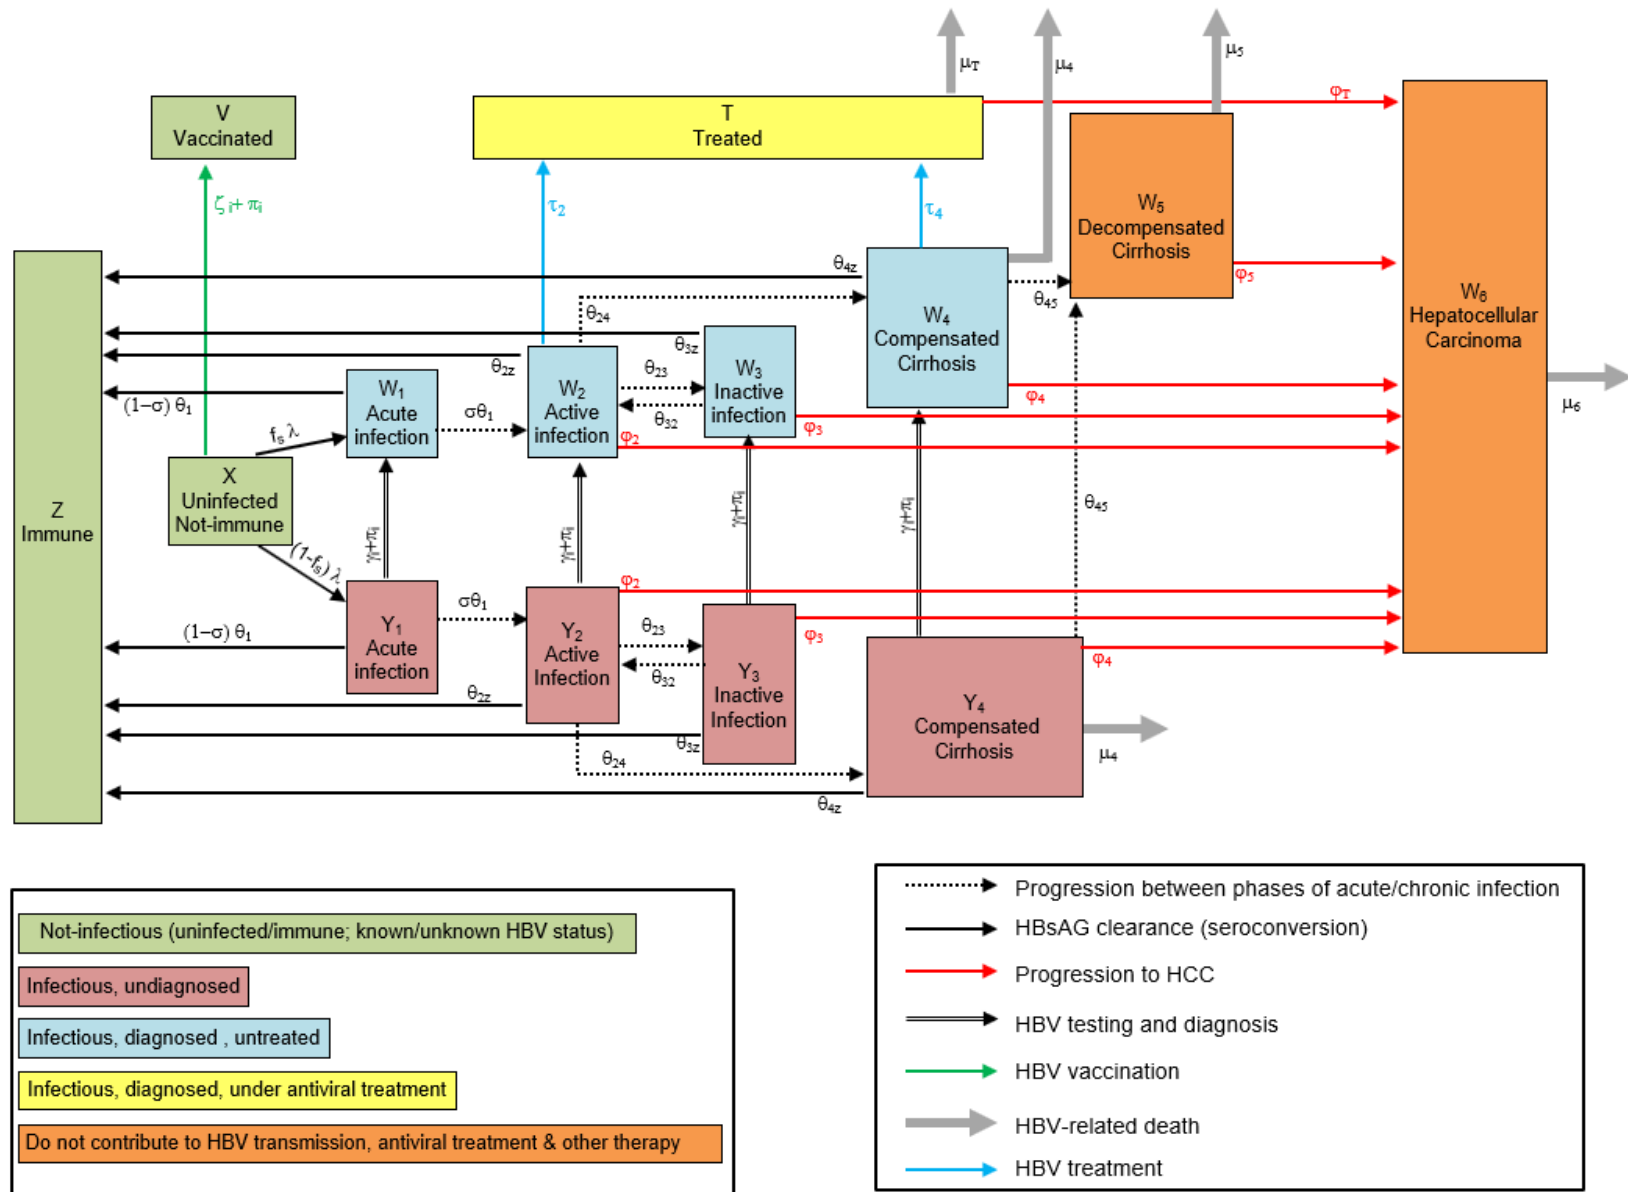 μT
μ4
μ5
V
Vaccinated
T
Treated
φT
ζi+ πi
τ2
τ4
W5
Decompensated
Cirrhosis
φ5
θ4z
θ45
θ24
W4
Compensated
Cirrhosis
W6
Hepatocellular
Carcinoma
θ3z
θ2z
W1
Acute
infection
(1−σ) θ1
σθ1
W2
Active
infection
θ23
θ32
W3
Inactive
infection
φ4
φ3
φ2
μ6
fs λ
X
Uninfected
Not-immune
Z
Immune
(1-fs) λ
γi+πi
γi+πi
γi+πi
γi+πi
θ45
Y1
Acute
infection
(1−σ) θ1
σθ1
Y2
Active
Infection
φ2
θ23
θ32
Y3
Inactive
Infection
φ3
φ4
Y4
Compensated
Cirrhosis
μ4
θ2z
θ3z
θ24
θ4z
Not-infectious (uninfected/immune; known/unknown HBV status)
Infectious, undiagnosed
Infectious, diagnosed , untreated
Infectious, diagnosed, under antiviral treatment
Do not contribute to HBV transmission, antiviral treatment & other therapy
Progression between phases of acute/chronic infection
HBsAG clearance (seroconversion)
Progression to HCC
HBV testing and diagnosis
HBV vaccination
HBV-related death
HBV treatment